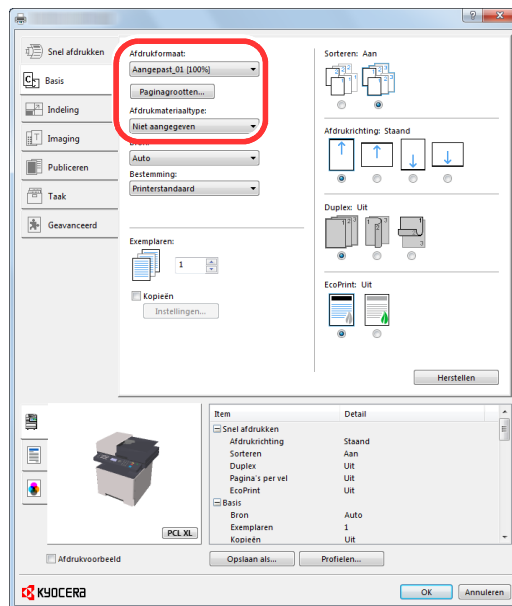 Snel afdrukken
Basis
Indeling
Imaging
Publiceren
Taak
Geavanceerd
Afdrukformaat:
Aangepast_01 [100%]
Paginagrootten...
Afdrukmateriaaltype:
Niet aangegeven
Auto
Bestemming:
Printerstandaard
Exemplaren:
1
Kopieën
Instellingen...
Sorteren: Aan
Afdrukrichting: Staand
Duplex: Uit
EcoPrint: Uit
Herstellen
PCL XL
Afdrukvoorbeeld
Item Detail
Snel afdrukken
Afdrukrichting Staand
Sorteren Aan
Duplex Uit
Pagina's per vel Uit
EcoPrint Uit
Basis
Bron Auto
Exemplaren 1
Kopieën Uit
Opslaan als... Profielen...
KYOCERA
OK Annuleren